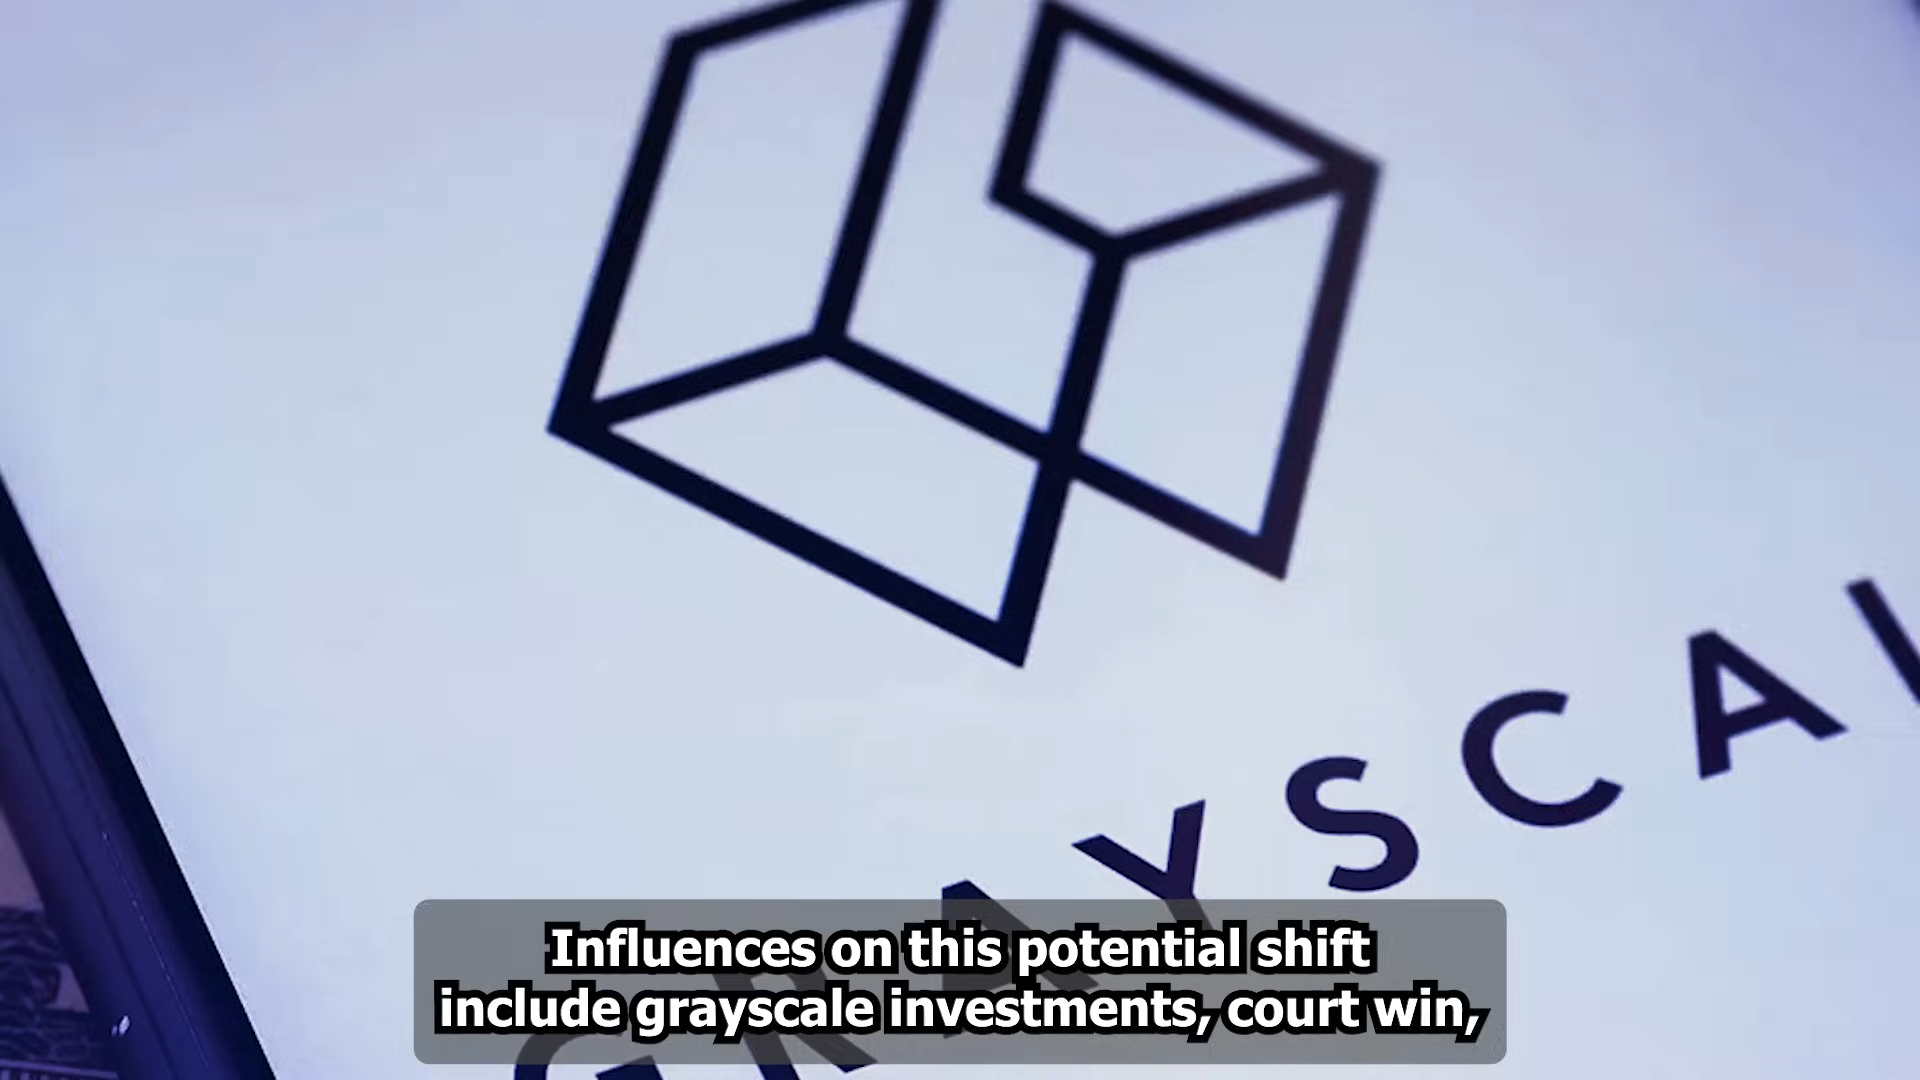 GRAYSCAL
Influences on this potential shift
include grayscale investments, court win,